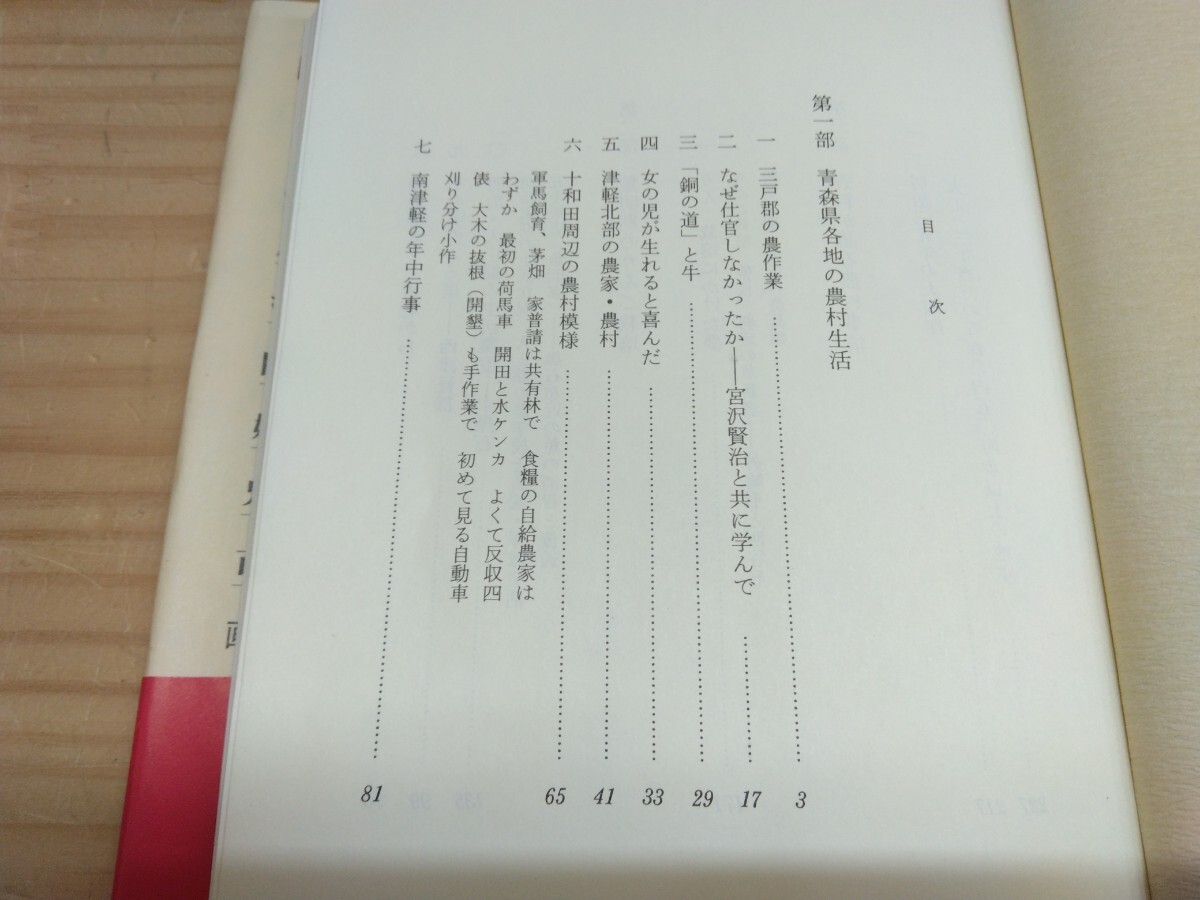 目次
第一部 青森県各地の農村生活
一 三戸郡の農作業 3
二 なぜ仕官しなかったか――宮沢賢治と共に学んで 17
三 「銅の道」と牛 29
四 女の児が生れると喜んだ 33
五 津軽北部の農家・農村 41
六 十和田周辺の農村模様 65
軍馬飼育、茅畑 家普請は共有林で 食糧の自給農家は
わずか 最初の荷馬車 開田と水ケンカ よくて反収四
俵 大木の抜根(開墾)も手作業で 初めて見る自動車
刈り分け小作
七 南津軽の年中行事 81